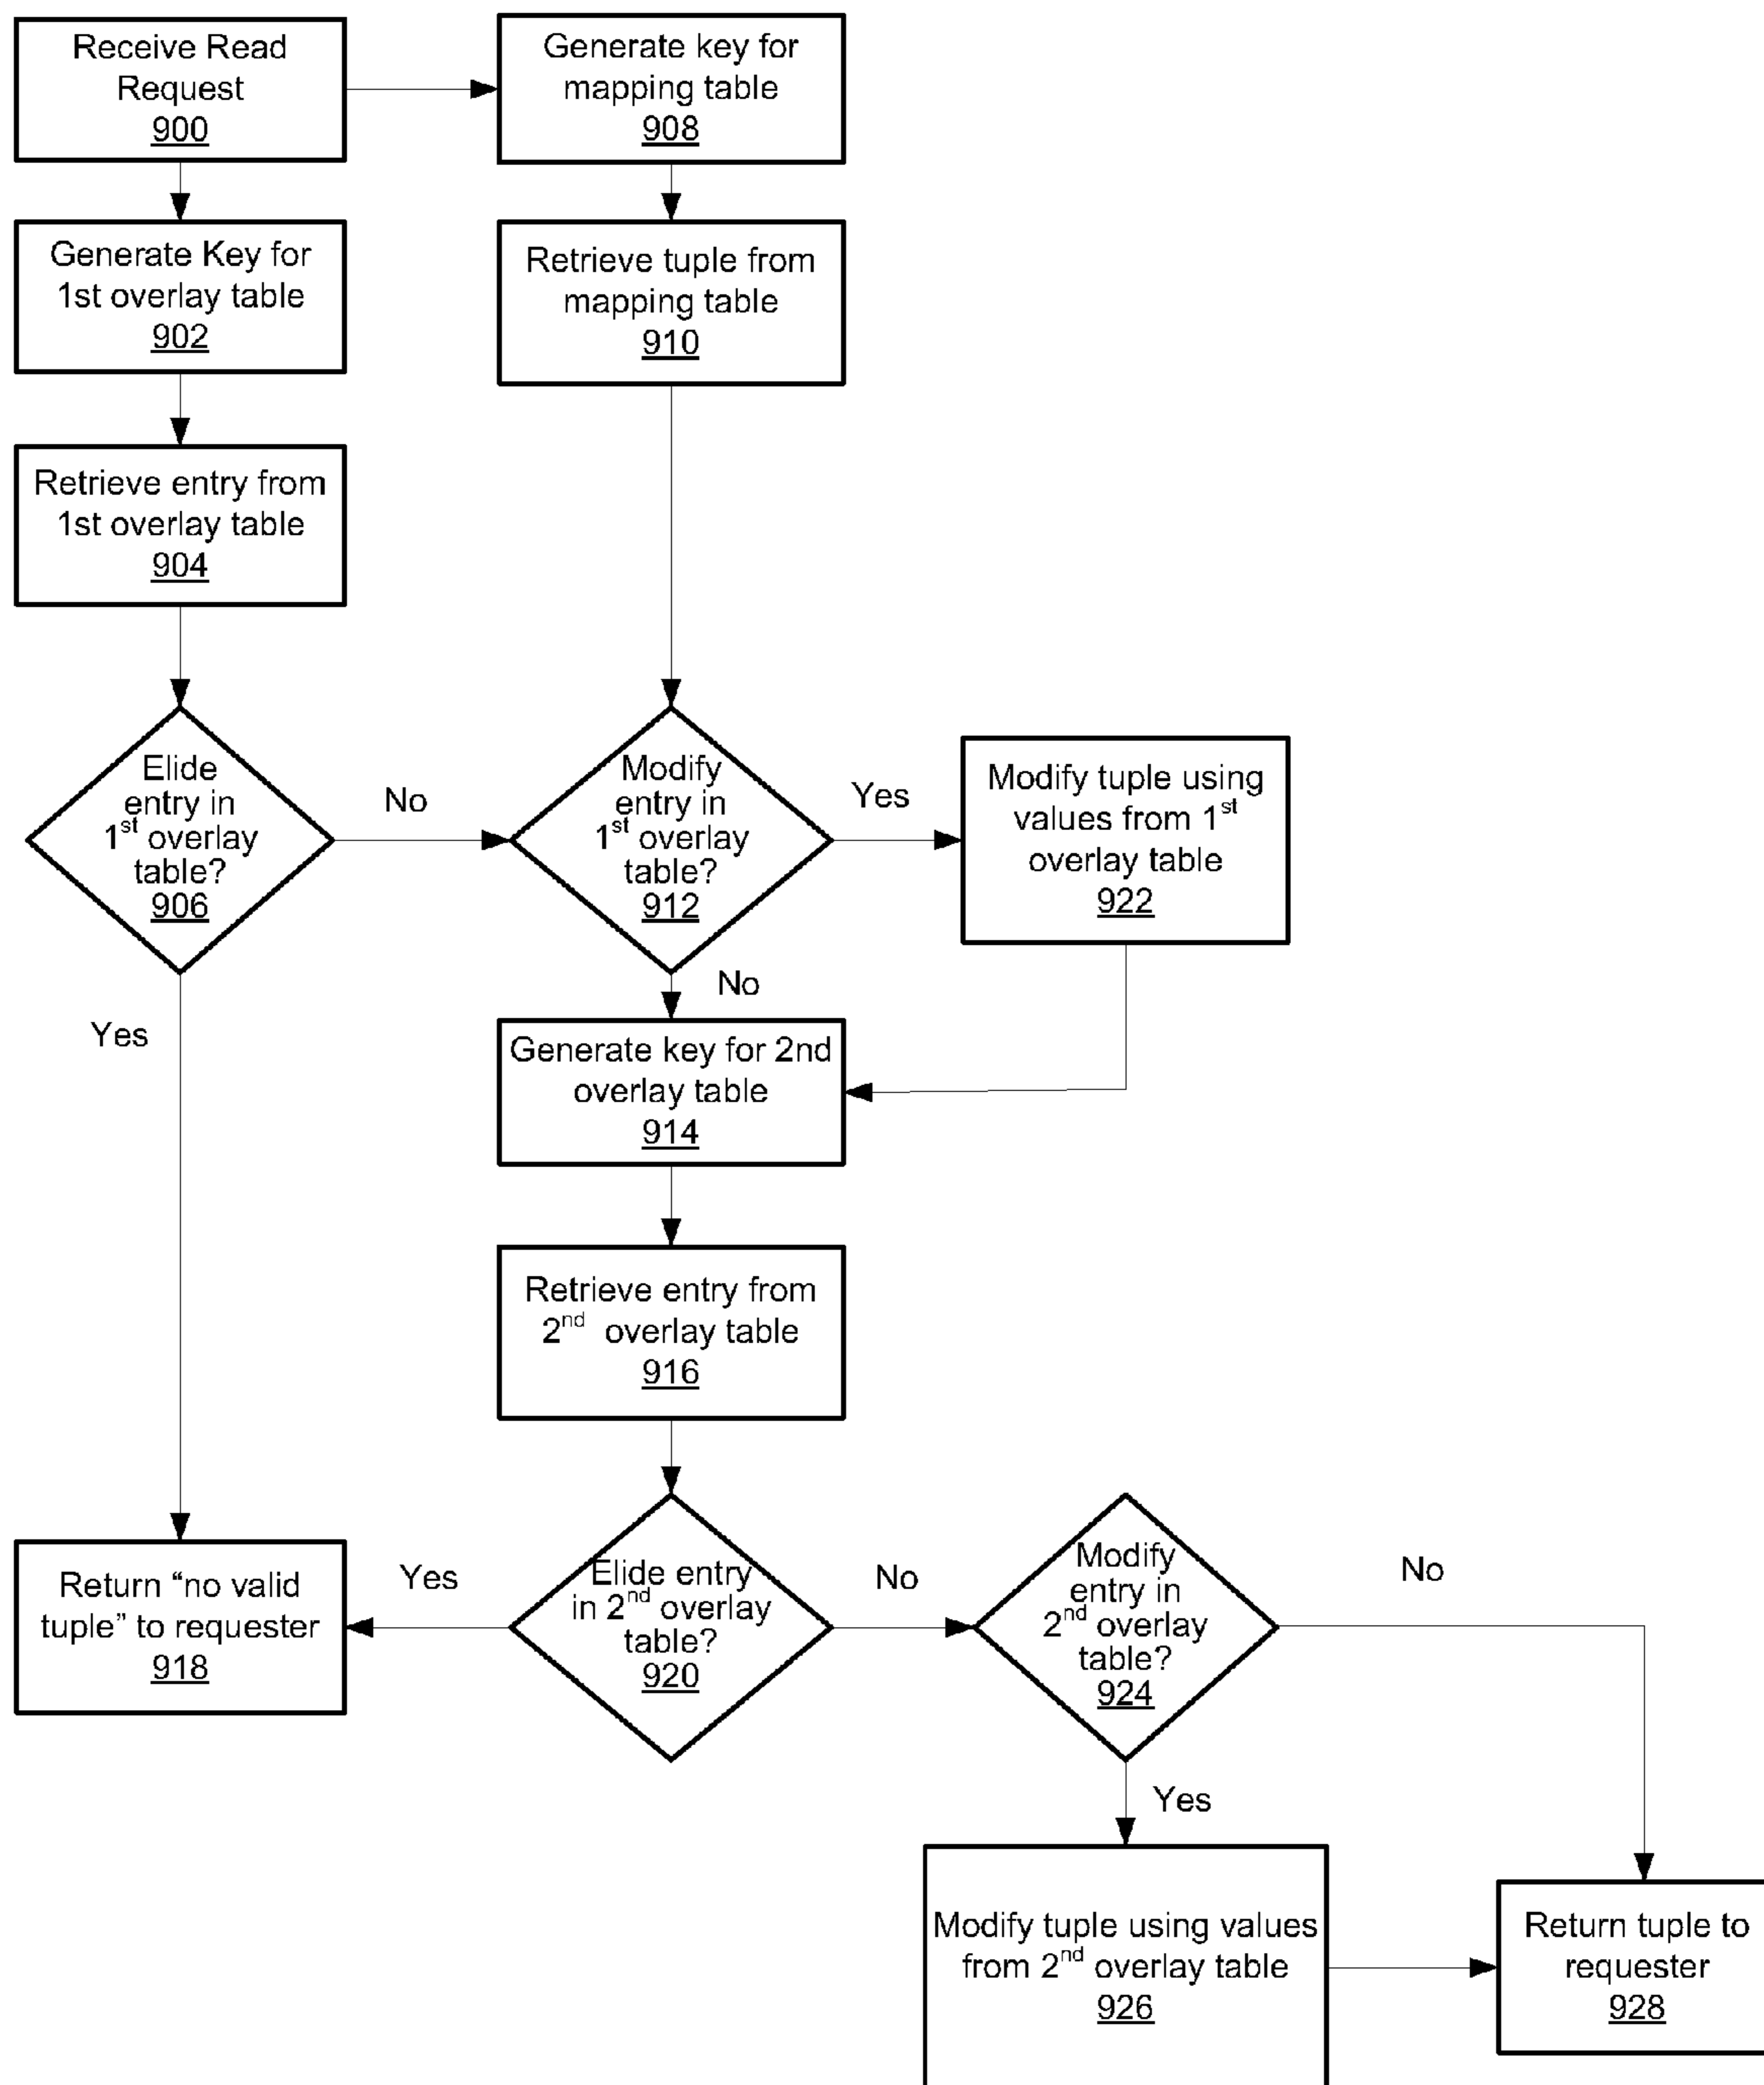 Receive Read
Request
900
Generate key for
mapping table
908
Generate Key for
1st overlay table
902
Retrieve tuple from
mapping table
910
Retrieve entry from
1st overlay table
904
Elide
entry in
1st overlay
table?
906
No
Modify
entry in
1st overlay
table?
912
Yes
Modify tuple using
values from 1st
overlay table
922
Yes
No
Generate key for 2nd
overlay table
914
Retrieve entry from
2nd overlay table
916
Return “no valid
tuple” to requester
918
Yes
Elide entry
in 2nd overlay
table?
920
No
Modify
entry in
2nd overlay
table?
924
No
Yes
Modify tuple using values
from 2nd overlay table
926
Return tuple to
requester
928